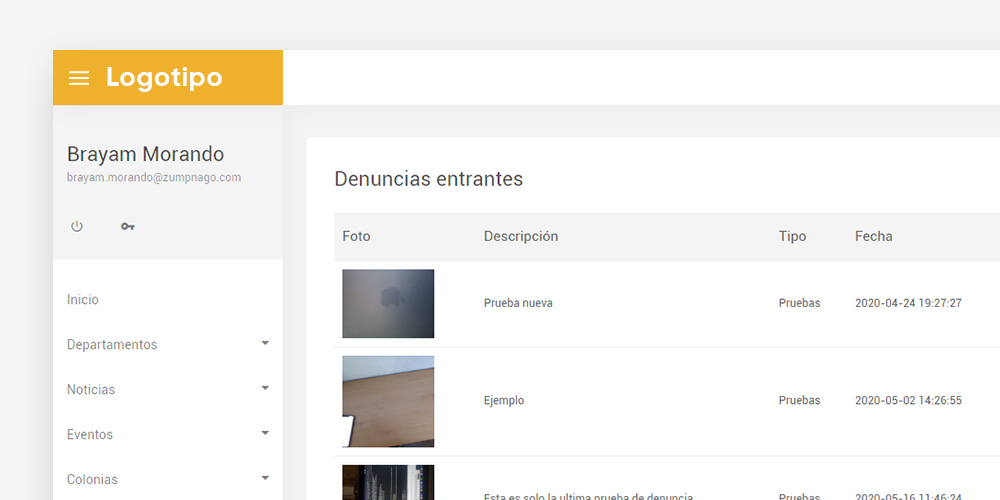 Logotipo
Brayam Morando
brayam.morando@zumpnago.com
Inicio
Departamentos
Noticias
Eventos
Colonias
Denuncias entrantes
Foto Descripción Tipo Fecha
Prueba nueva Pruebas 2020-04-24 19:27:27
Ejemplo Pruebas 2020-05-02 14:26:55
Esta es solo la ultima prueba de denuncia Pruebas 2020-05-16 11:46:24